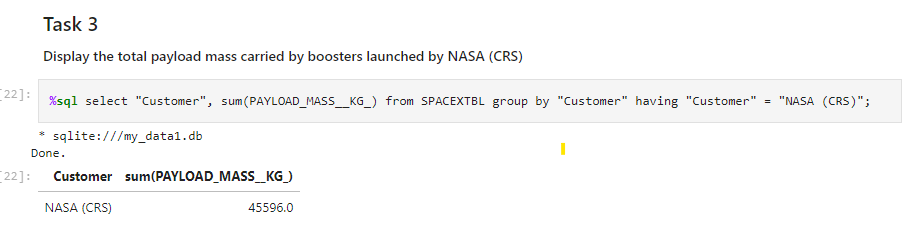 Task 3
Display the total payload mass carried by boosters launched by NASA (CRS)
[22]: %sql select "Customer", sum(PAYLOAD_MASS__KG_) from SPACEXTBL group by "Customer" having "Customer" = "NASA (CRS)";
* sqlite:///my_data1.db
Done.
[22]: Customer sum(PAYLOAD_MASS__KG_)
NASA (CRS) 45596.0